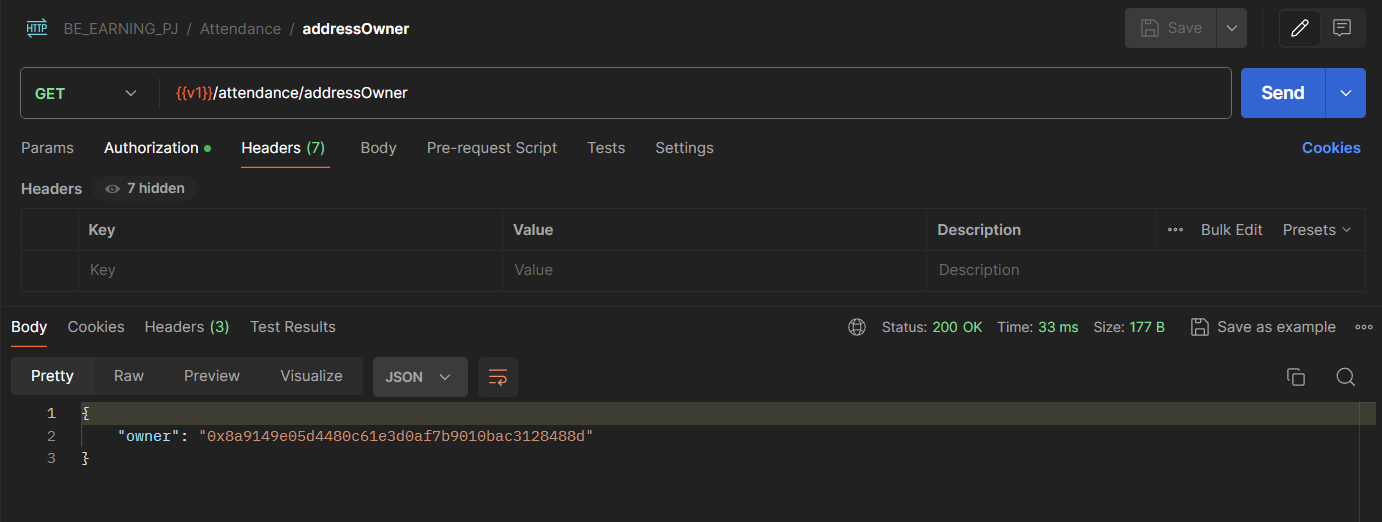 HTTP BE_EARNING_PJ / Attendance / addressOwner Save
GET {{v1}}/attendance/addressOwner Send
Params Authorization Headers (7) Body Pre-request Script Tests Settings Cookies
Headers 7 hidden
Key Value Description Bulk Edit Presets
Key Value Description
Body Cookies Headers (3) Test Results Status: 200 OK Time: 33 ms Size: 177 B Save as example
Pretty Raw Preview Visualize JSON
1 {
2 "owner": "0x8a9149e05d4480c61e3d0af7b9010bac3128488d"
3 }